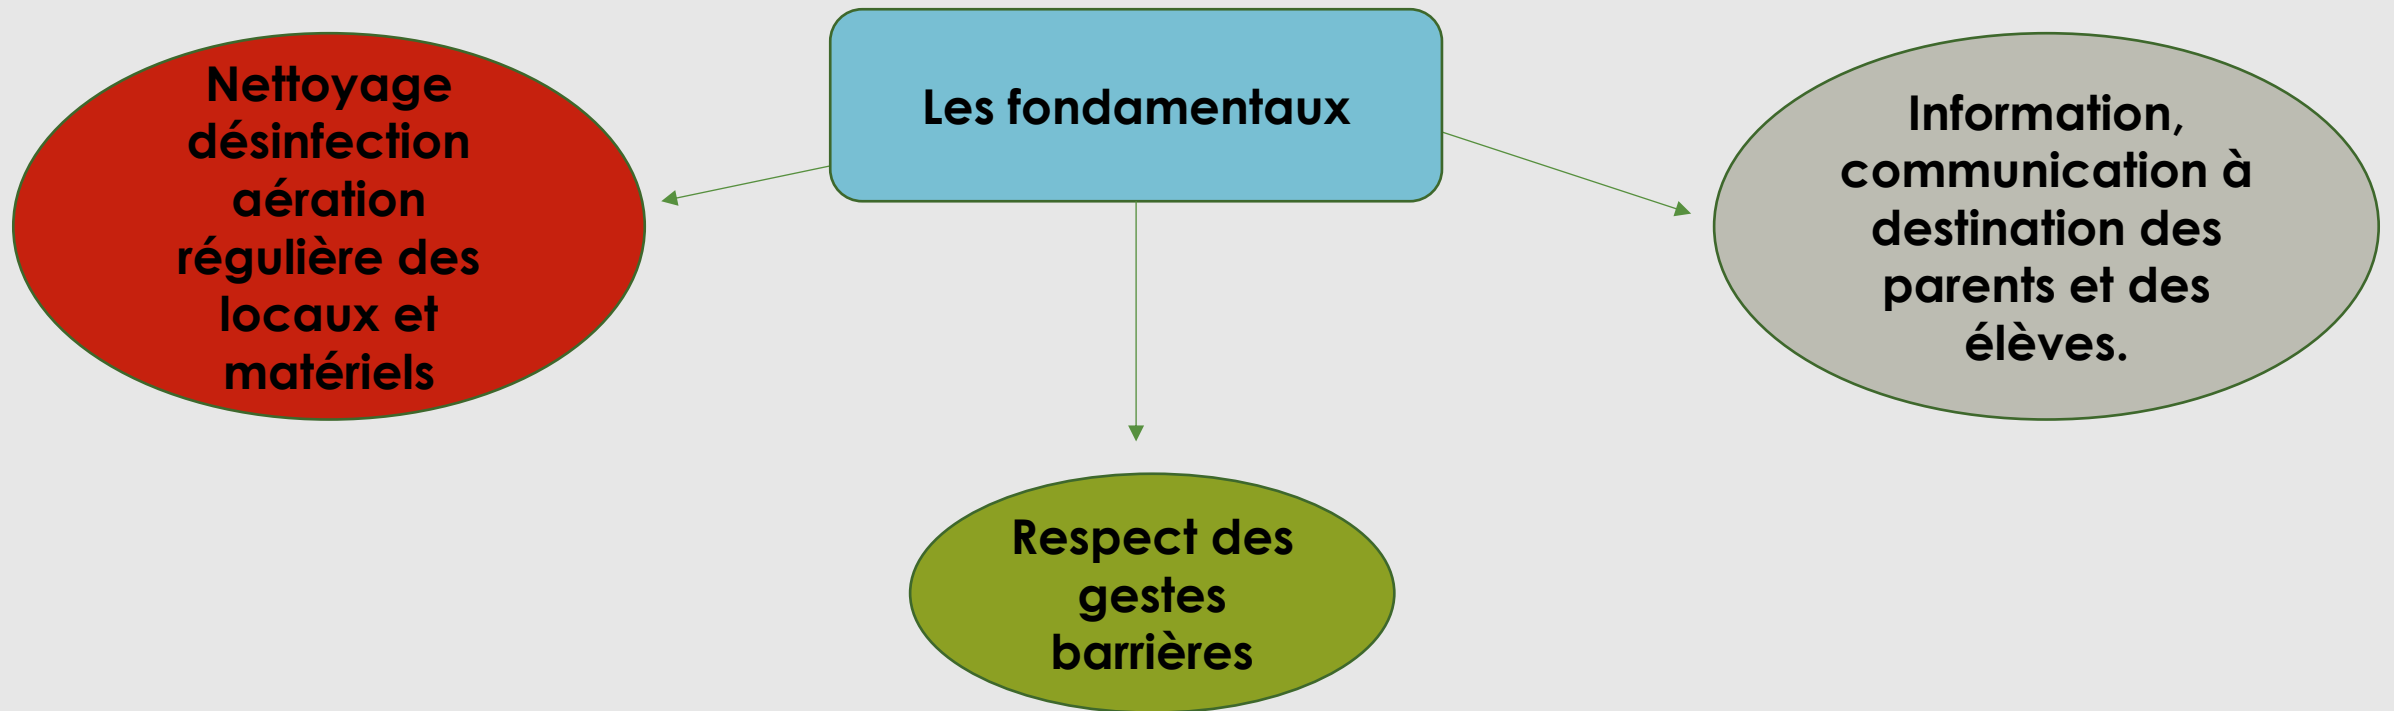 Les fondamentaux
Nettoyage
désinfection
aération
régulière des
locaux et
matériels
Information,
communication à
destination des
parents et des
élèves.
Respect des
gestes
barrières